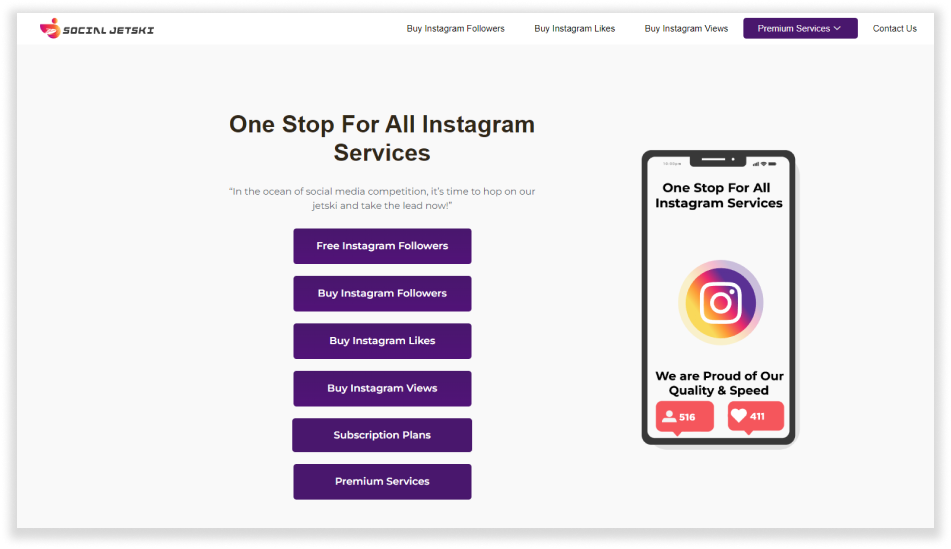 SOCIAL JETSKI
Buy Instagram Followers
Buy Instagram Likes
Buy Instagram Views
Premium Services
Contact Us
One Stop For All Instagram
Services
“In the ocean of social media competition, it’s time to hop on our
jetski and take the lead now!”
Free Instagram Followers
Buy Instagram Followers
Buy Instagram Likes
Buy Instagram Views
Subscription Plans
Premium Services
One Stop For All
Instagram Services
We are Proud of Our
Quality & Speed
516
411